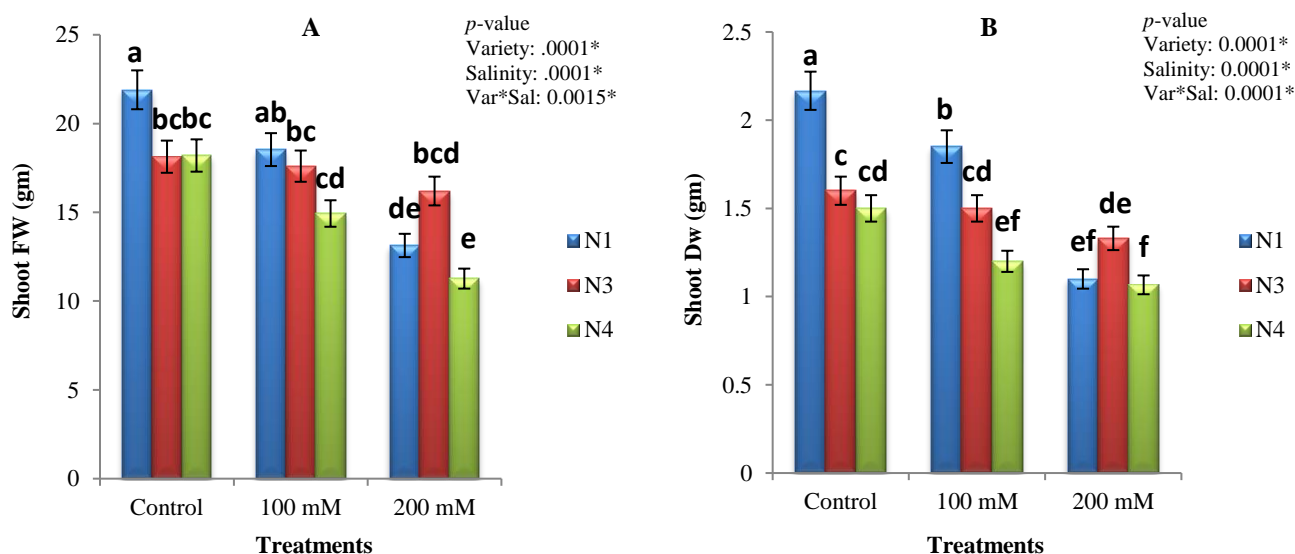 A
p-value
Variety: .0001*
Salinity: .0001*
Var*Sal: 0.0015*
25
20
15
10
5
0
Shoot FW (gm)
a
bc
bc
ab
bc
cd
de
bcd
e
N1
N3
N4
Control
100 mM
200 mM
Treatments
B
p-value
Variety: 0.0001*
Salinity: 0.0001*
Var*Sal: 0.0001*
2.5
2
1.5
1
0.5
0
Shoot Dw (gm)
a
c
cd
b
cd
ef
ef
de
f
N1
N3
N4
Control
100 mM
200 mM
Treatments